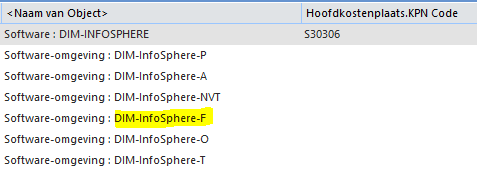 <Naam van Object> Hoofdkostenplaats.KPN Code
Software : DIM-INFOSPHERE S30306
Software-omgeving : DIM-InfoSphere-P
Software-omgeving : DIM-InfoSphere-A
Software-omgeving : DIM-InfoSphere-NVT
Software-omgeving : DIM-InfoSphere-F
Software-omgeving : DIM-InfoSphere-O
Software-omgeving : DIM-InfoSphere-T